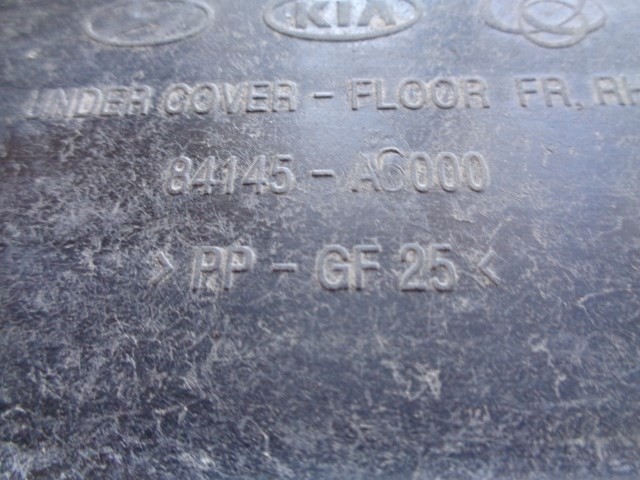 KIA
UNDER COVER - FLOOR FR, RH
84145 - A6000
> PP - GF 25 <